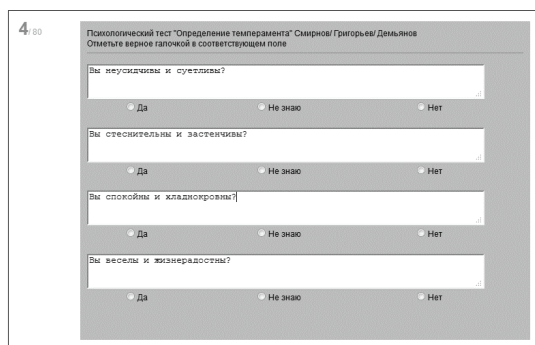 4/80
Психологический тест "Определение темперамента" Смирнов/ Григорьев/ Демьянов
Отметьте верное галочкой в соответствующем поле
Вы неусидчивы и суетливы?
Да Не знаю Нет
Вы стеснительны и застенчивы?
Да Не знаю Нет
Вы спокойны и хладнокровны?
Да Не знаю Нет
Вы веселы и жизнерадостны?
Да Не знаю Нет